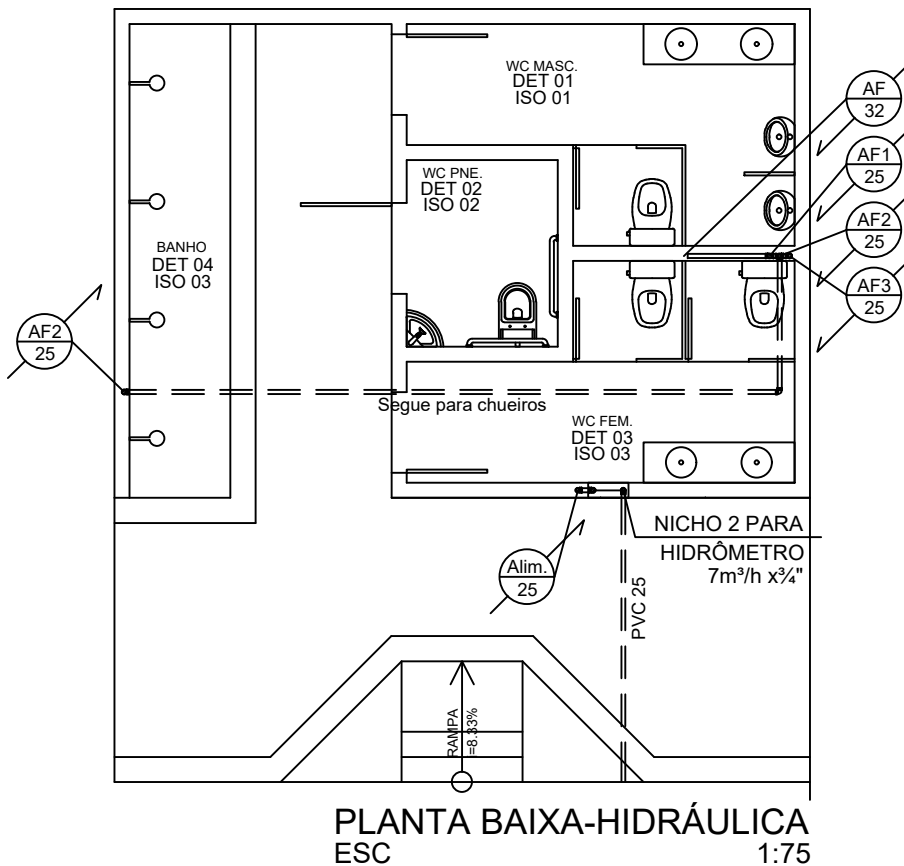 WC MASC.
DET 01
ISO 01
AF
32
AF1
25
WC PNE.
DET 02
ISO 02
AF2
25
BANHO
DET 04
ISO 03
AF3
25
AF2
25
Segue para chueiros
WC FEM.
DET 03
ISO 03
NICHO 2 PARA
HIDRÔMETRO
7m³/h x¾"
Alim.
25
PVC 25
RAMPA
=8.33%
PLANTA BAIXA-HIDRÁULICA
ESC 1:75